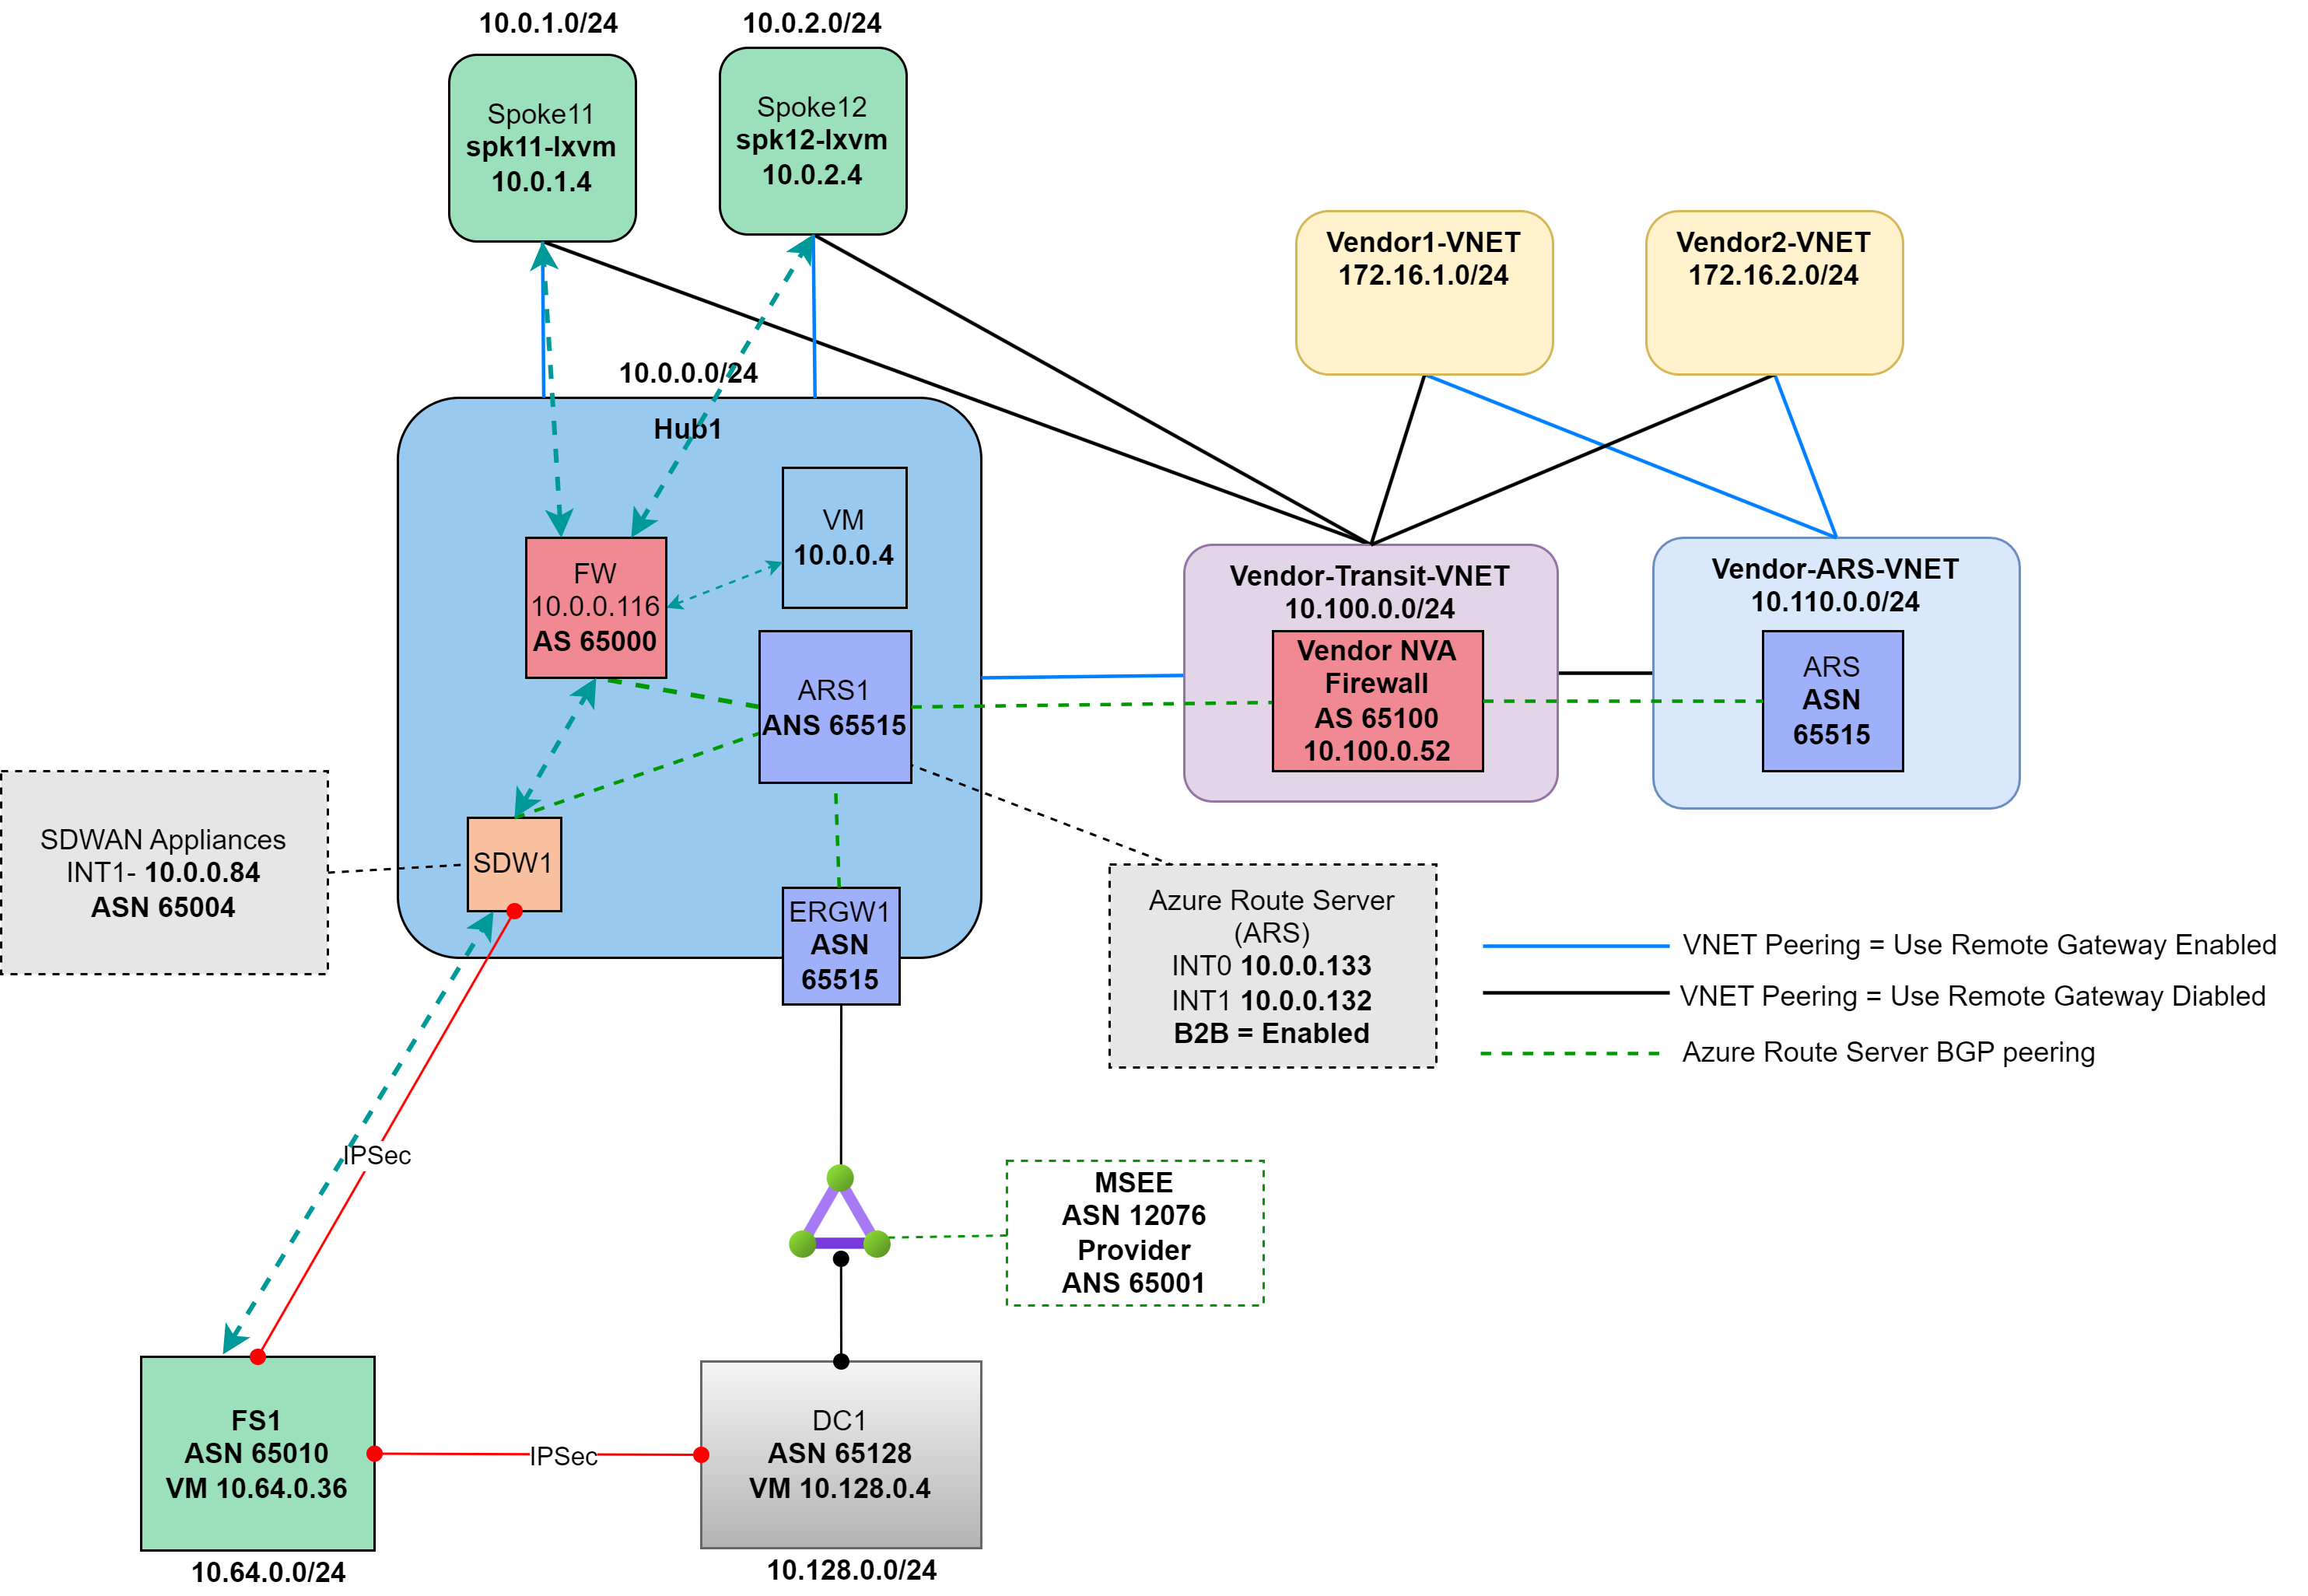 10.0.1.0/24
10.0.2.0/24
Spoke11
spk11-lxvm
10.0.1.4
Spoke12
spk12-lxvm
10.0.2.4
Vendor1-VNET
172.16.1.0/24
Vendor2-VNET
172.16.2.0/24
10.0.0.0/24
Hub1
VM
10.0.0.4
FW
10.0.0.116
AS 65000
ARS1
ANS 65515
Vendor-Transit-VNET
10.100.0.0/24
Vendor NVA
Firewall
AS 65100
10.100.0.52
Vendor-ARS-VNET
10.110.0.0/24
ARS
ASN
65515
SDWAN Appliances
INT1- 10.0.0.84
ASN 65004
SDW1
ERGW1
ASN
65515
Azure Route Server
(ARS)
INT0 10.0.0.133
INT1 10.0.0.132
B2B = Enabled
VNET Peering = Use Remote Gateway Enabled
VNET Peering = Use Remote Gateway Diabled
Azure Route Server BGP peering
IPSec
MSEE
ASN 12076
Provider
ANS 65001
FS1
ASN 65010
VM 10.64.0.36
IPSec
DC1
ASN 65128
VM 10.128.0.4
10.64.0.0/24
10.128.0.0/24